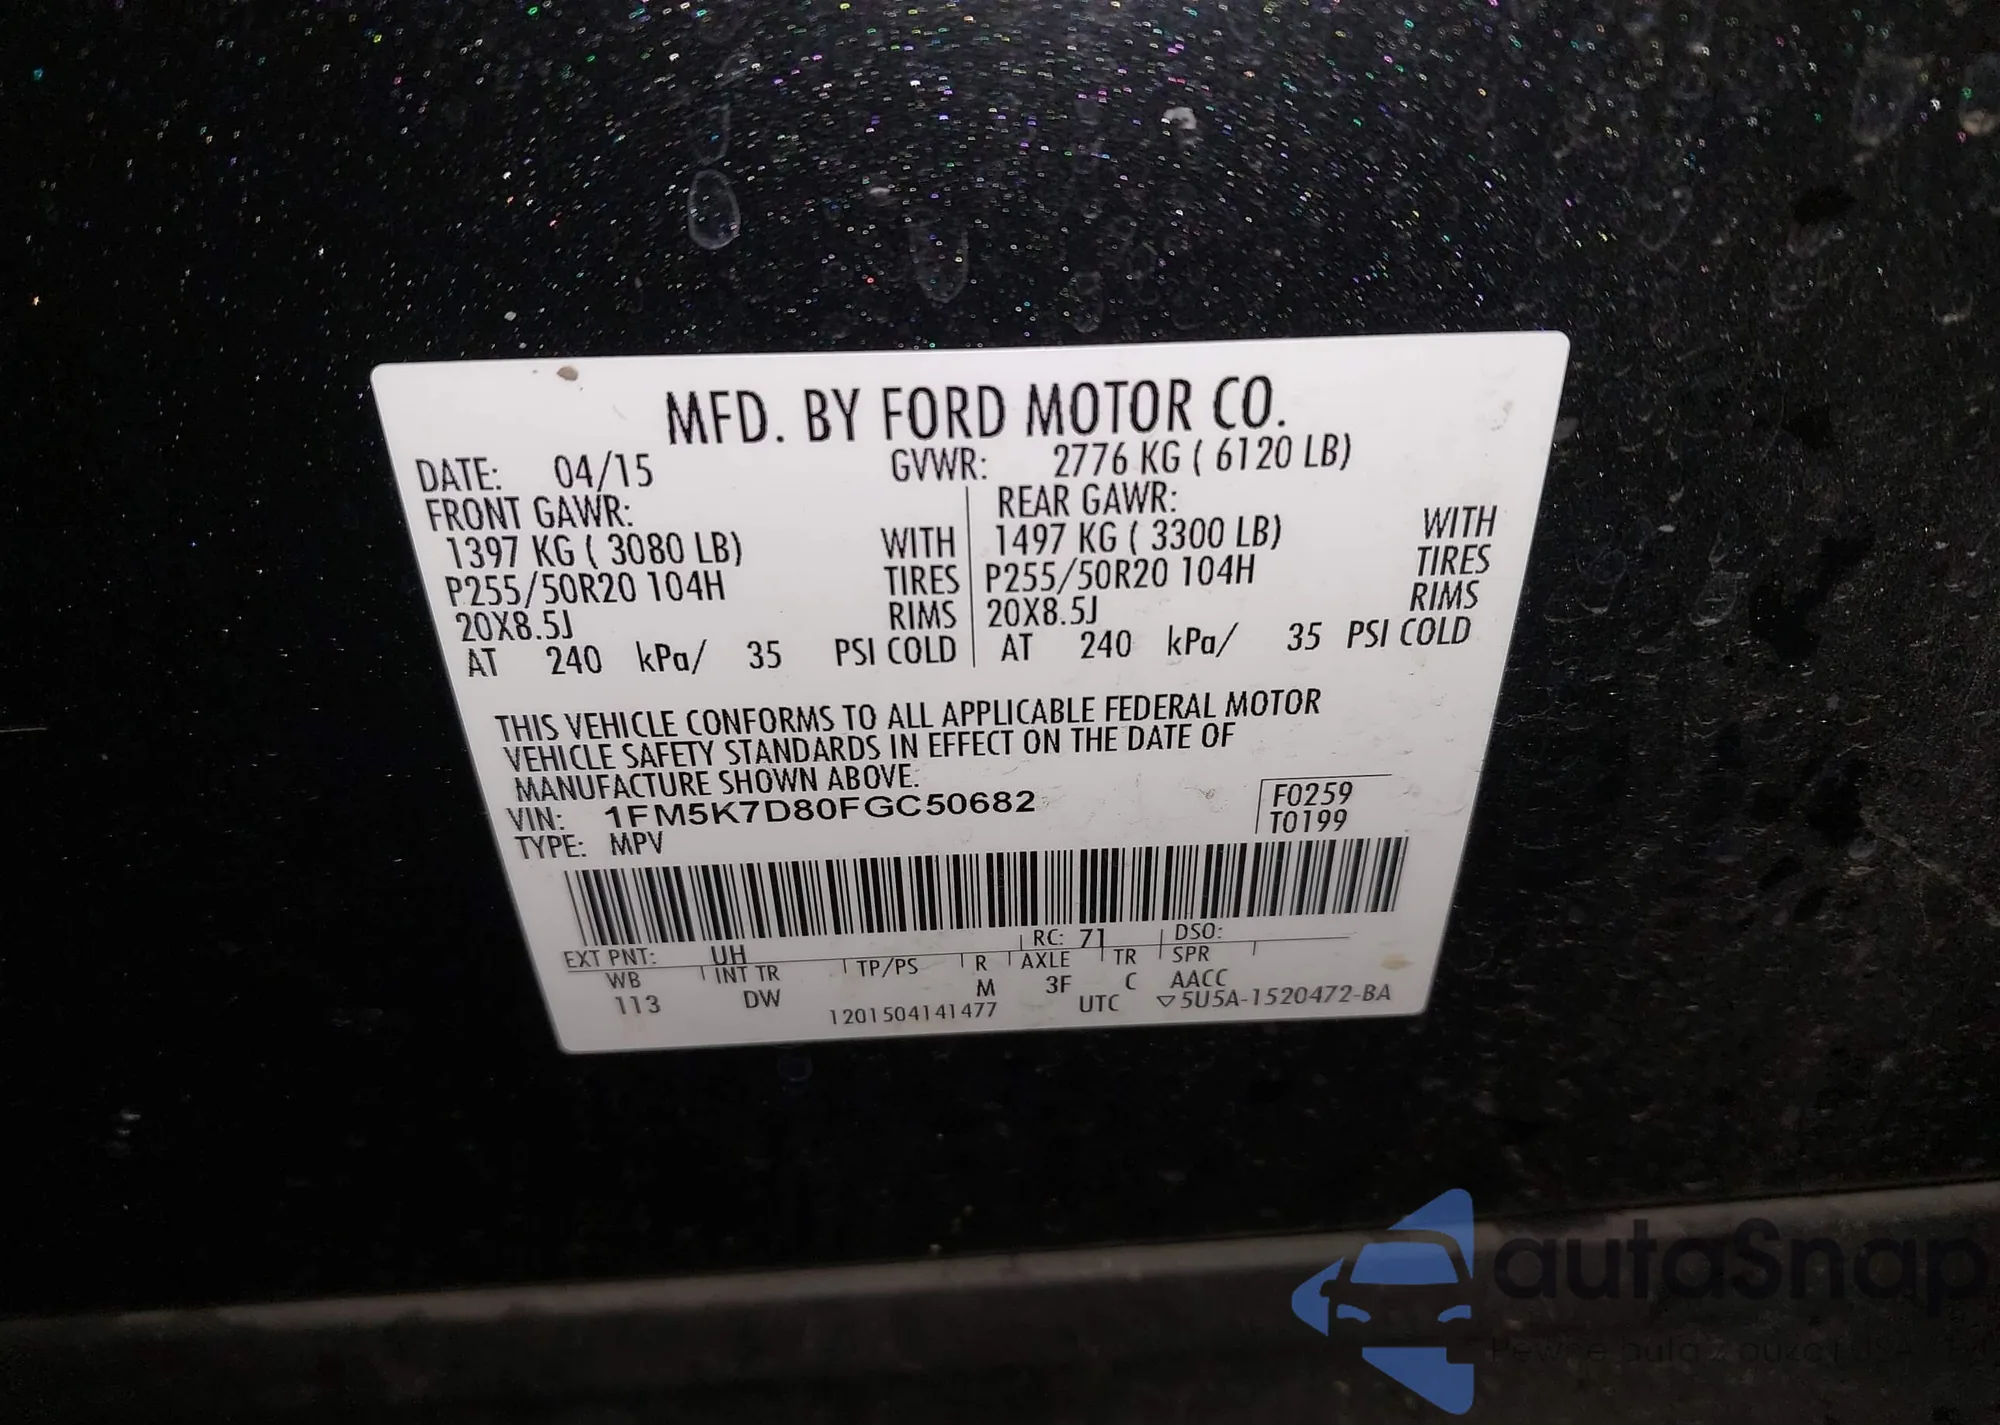 MFD. BY FORD MOTOR CO.
DATE: 04/15 GVWR: 2776 KG ( 6120 LB)
FRONT GAWR: REAR GAWR:
1397 KG ( 3080 LB) WITH 1497 KG ( 3300 LB) WITH
P255/50R20 104H TIRES P255/50R20 104H TIRES
20X8.5J RIMS 20X8.5J RIMS
AT 240 kPa/ 35 PSI COLD AT 240 kPa/ 35 PSI COLD
THIS VEHICLE CONFORMS TO ALL APPLICABLE FEDERAL MOTOR
VEHICLE SAFETY STANDARDS IN EFFECT ON THE DATE OF
MANUFACTURE SHOWN ABOVE.
VIN: 1FM5K7D80FGC50682 F0259
TYPE: MPV T0199
EXT PNT: UH RC: 71 DSO:
WB INT TR TP/PS R AXLE TR SPR
113 DW M 3F C AACC
1201504141477 UTC ▽5U5A-1520472-BA
autoSnap
auto z aukcji USA